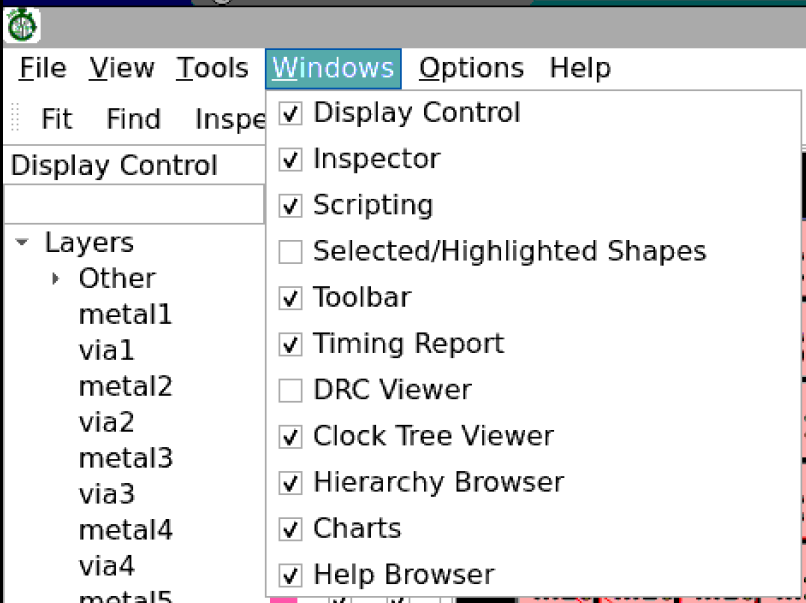 File View Tools Windows Options Help
Fit Find Inspe
Display Control
Layers
Other
metal1
via1
metal2
via2
metal3
via3
metal4
via4
metal5
Display Control
Inspector
Scripting
Selected/Highlighted Shapes
Toolbar
Timing Report
DRC Viewer
Clock Tree Viewer
Hierarchy Browser
Charts
Help Browser